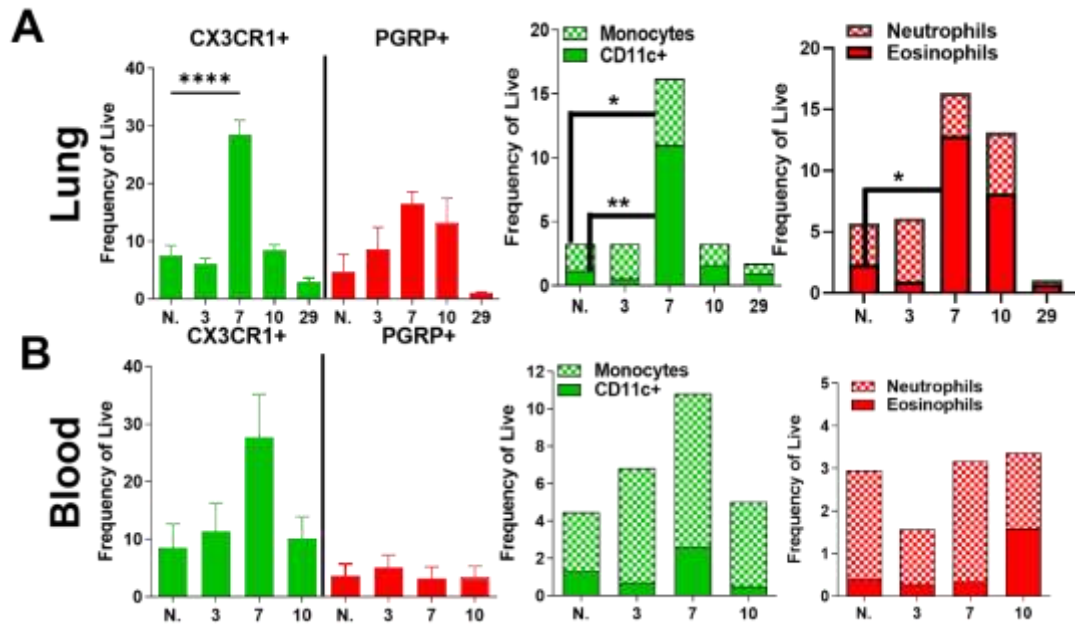 A
Lung
CX3CR1+ PGRP+
Frequency of Live
40
30
20
10
0
****
N. 3 7 10 29 N. 3 7 10 29
Monocytes
CD11c+
Frequency of Live
20
15
10
5
0
*
**
N. 3 7 10 29
Neutrophils
Eosinophils
Frequency of Live
20
15
10
5
0
*
N. 3 7 10 29
B
Blood
CX3CR1+ PGRP+
Frequency of Live
40
30
20
10
0
N. 3 7 10 N. 3 7 10
Monocytes
CD11c+
Frequency of Live
12
10
8
6
4
2
0
N. 3 7 10
Neutrophils
Eosinophils
Frequency of Live
5
4
3
2
1
0
N. 3 7 10